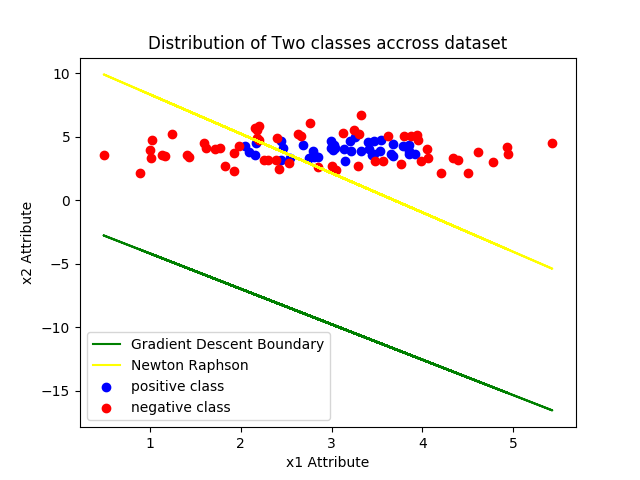 Distribution of Two classes accross dataset
10
5
0
−5
−10
−15
x2 Attribute
Gradient Descent Boundary
Newton Raphson
positive class
negative class
1 2 3 4 5
x1 Attribute